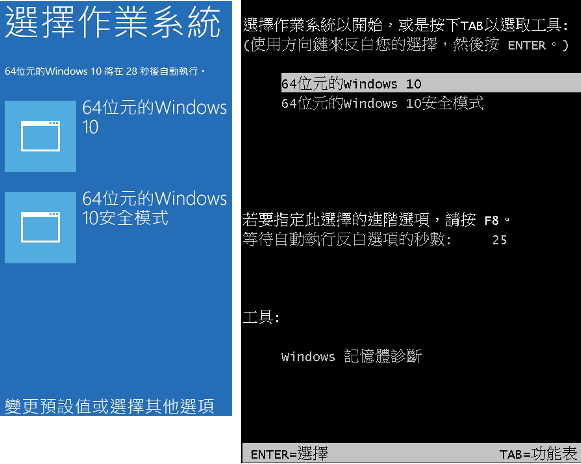 選擇作業系統
64位元的Windows 10 將在 28 秒後自動執行。
64位元的Windows
10
64位元的Windows
10安全模式
變更預設值或選擇其他選項
選擇作業系統以開始，或是按下TAB以選取工具:
(使用方向鍵來反白您的選擇，然後按 ENTER。)
64位元的Windows 10
64位元的Windows 10安全模式
若要指定此選擇的進階選項，請按 F8。
等待自動執行反白選項的秒數: 25
工具:
Windows 記憶體診斷
ENTER=選擇 TAB=功能表